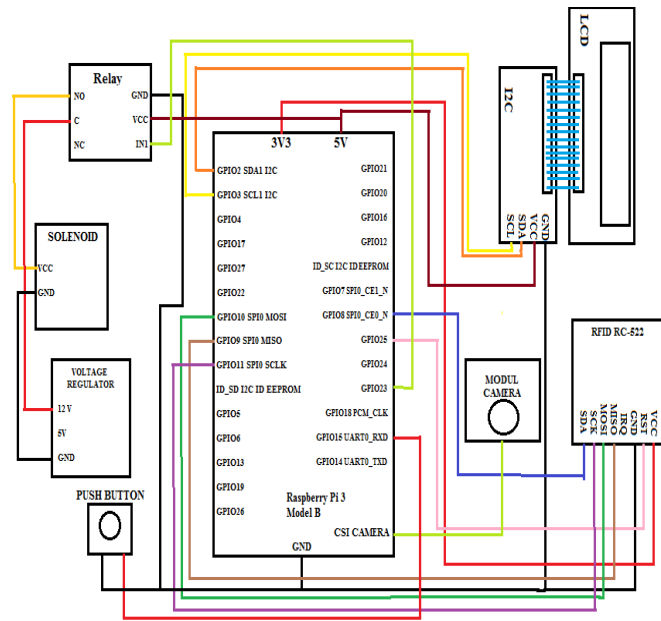 Relay
NO
C
NC
GND
VCC
IN1
SOLENOID
VCC
GND
VOLTAGE
REGULATOR
12 V
5V
GND
PUSH BUTTON
3V3
5V
GPIO2 SDA1 I2C
GPIO3 SCL1 I2C
GPIO4
GPIO17
GPIO27
GPIO22
GPIO10 SPI0 MOSI
GPIO9 SPI0 MISO
GPIO11 SPI0 SCLK
ID_SD I2C ID EEPROM
GPIO5
GPIO6
GPIO13
GPIO19
GPIO26
GPIO21
GPIO20
GPIO16
GPIO12
ID_SC I2C ID EEPROM
GPIO7 SPI0_CE1_N
GPIO8 SPI0_CE0_N
GPIO25
GPIO24
GPIO23
GPIO18 PCM_CLK
GPIO15 UART0_RXD
GPIO14 UART0_TXD
Raspberry Pi 3
Model B
CSI CAMERA
GND
I2C
SCL
SDA
VCC
GND
LCD
MODUL
CAMERA
RFID RC-522
SDA
SCK
MOSI
MISO
IRQ
GND
RST
VCC